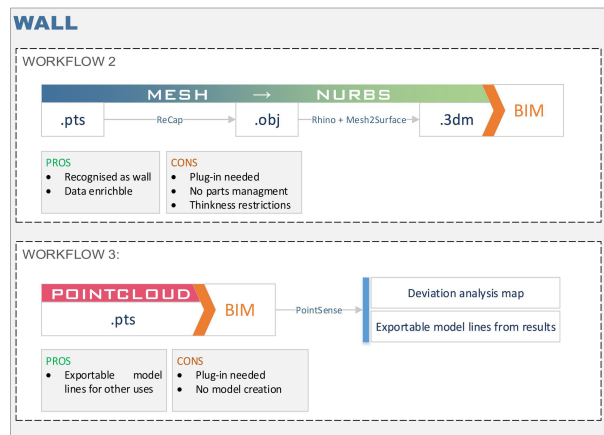 WALL
WORKFLOW 2
MESH → NURBS
BIM
.pts
ReCap
.obj
Rhino + Mesh2Surface
.3dm
PROS
• Recognised as wall
• Data enrichble
CONS
• Plug-in needed
• No parts managment
• Thinkness restrictions
WORKFLOW 3:
POINTCLOUD
BIM
.pts
PointSense
Deviation analysis map
Exportable model lines from results
PROS
• Exportable model
lines for other uses
CONS
• Plug-in needed
• No model creation